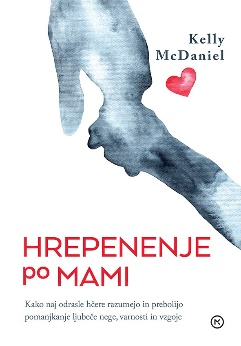 Kelly
McDaniel
HREPENENJE
po MAMI
Kako naj odrasle hčere razumejo in prebolijo
pomanjkanje ljubeče nege, varnosti in vzgoje